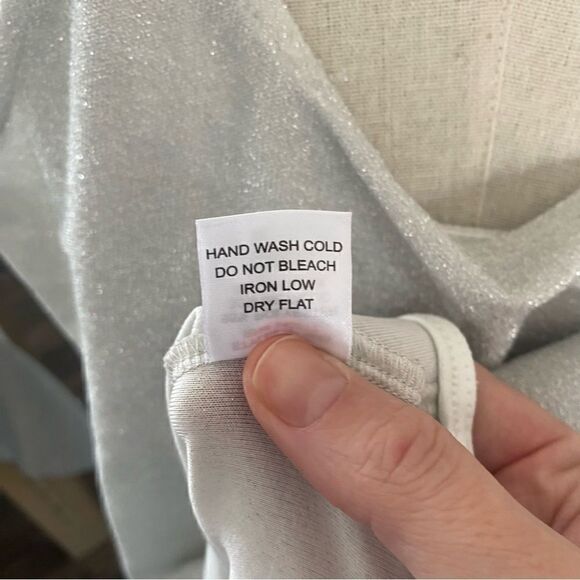 HAND WASH COLD
DO NOT BLEACH
IRON LOW
DRY FLAT